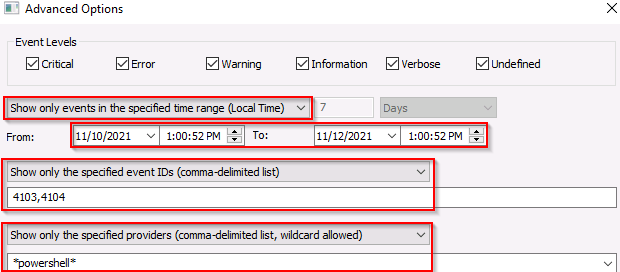 Advanced Options
Event Levels
Critical Error Warning Information Verbose Undefined
Show only events in the specified time range (Local Time) 7 Days
From: 11/10/2021 1:00:52 PM To: 11/12/2021 1:00:52 PM
Show only the specified event IDs (comma-delimited list)
4103,4104
Show only the specified providers (comma-delimited list, wildcard allowed)
*powershell*